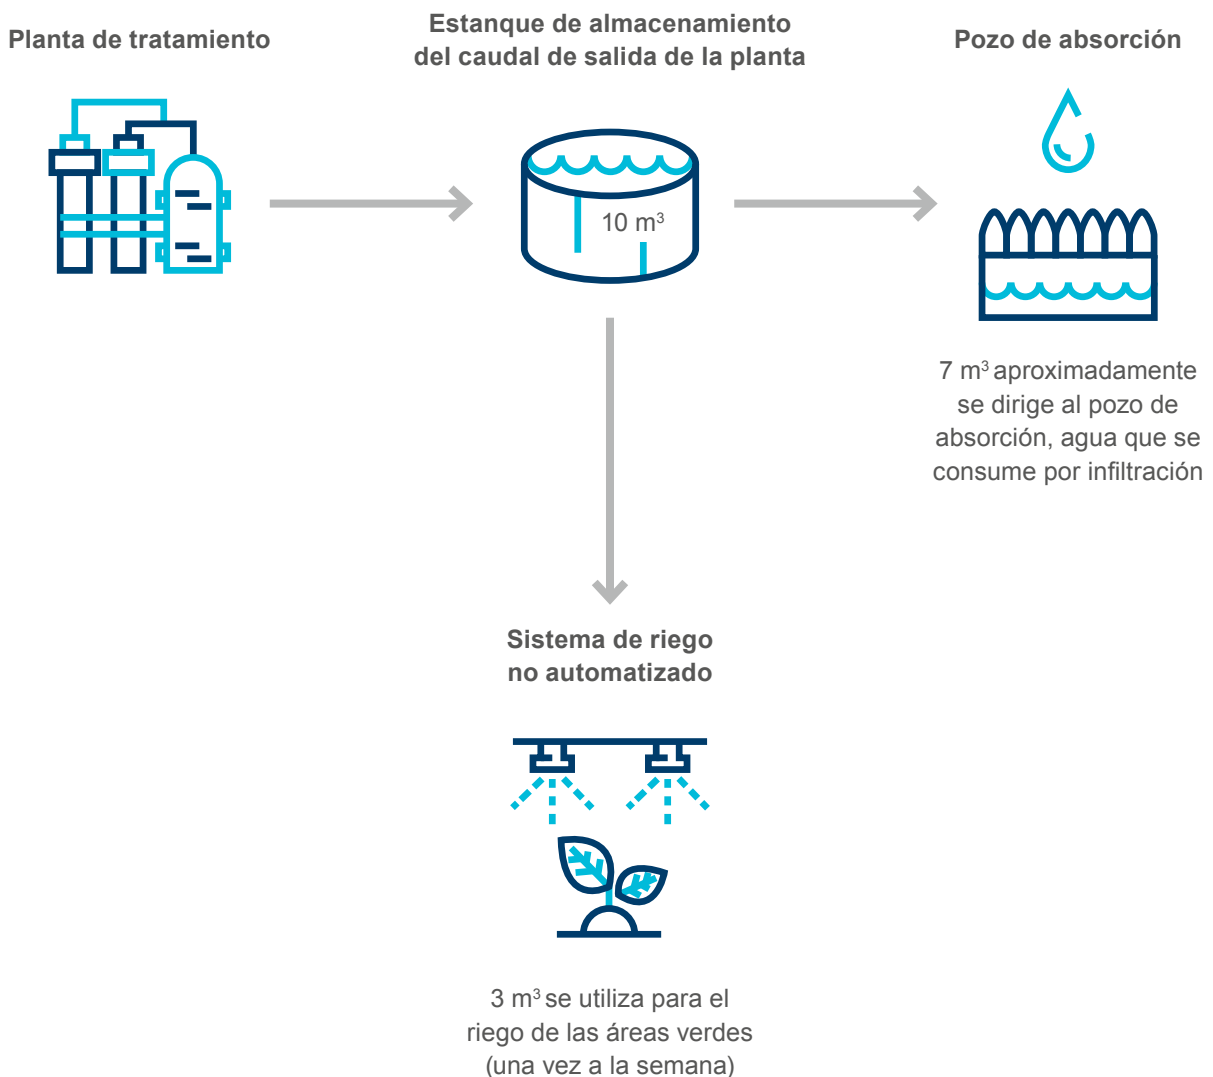 Planta de tratamiento
Estanque de almacenamiento
del caudal de salida de la planta
Pozo de absorción
10 m³
7 m³ aproximadamente
se dirige al pozo de
absorción, agua que se
consume por infiltración
Sistema de riego
no automatizado
3 m³ se utiliza para el
riego de las áreas verdes
(una vez a la semana)